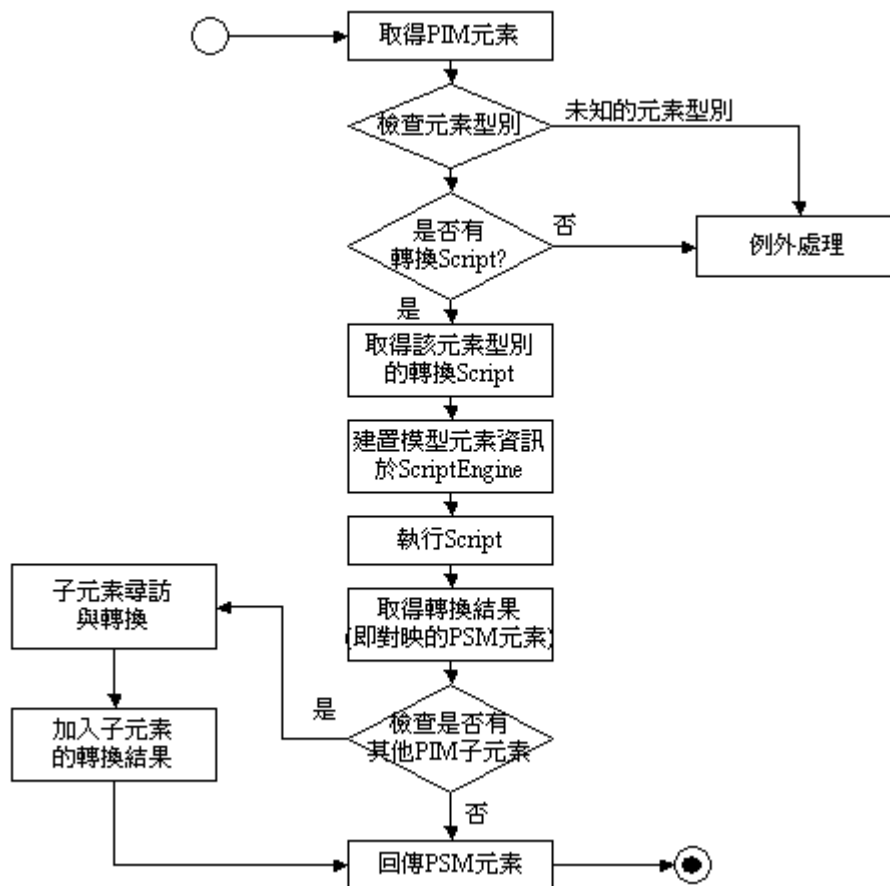 取得PIM元素
檢查元素型別
未知的元素型別
是否有
轉換Script?
否
例外處理
是
取得該元素型別
的轉換Script
建置模型元素資訊
於ScriptEngine
執行Script
子元素尋訪
與轉換
取得轉換結果
(即對映的PSM元素)
是
檢查是否有
其他PIM子元素
加入子元素
的轉換結果
否
回傳PSM元素